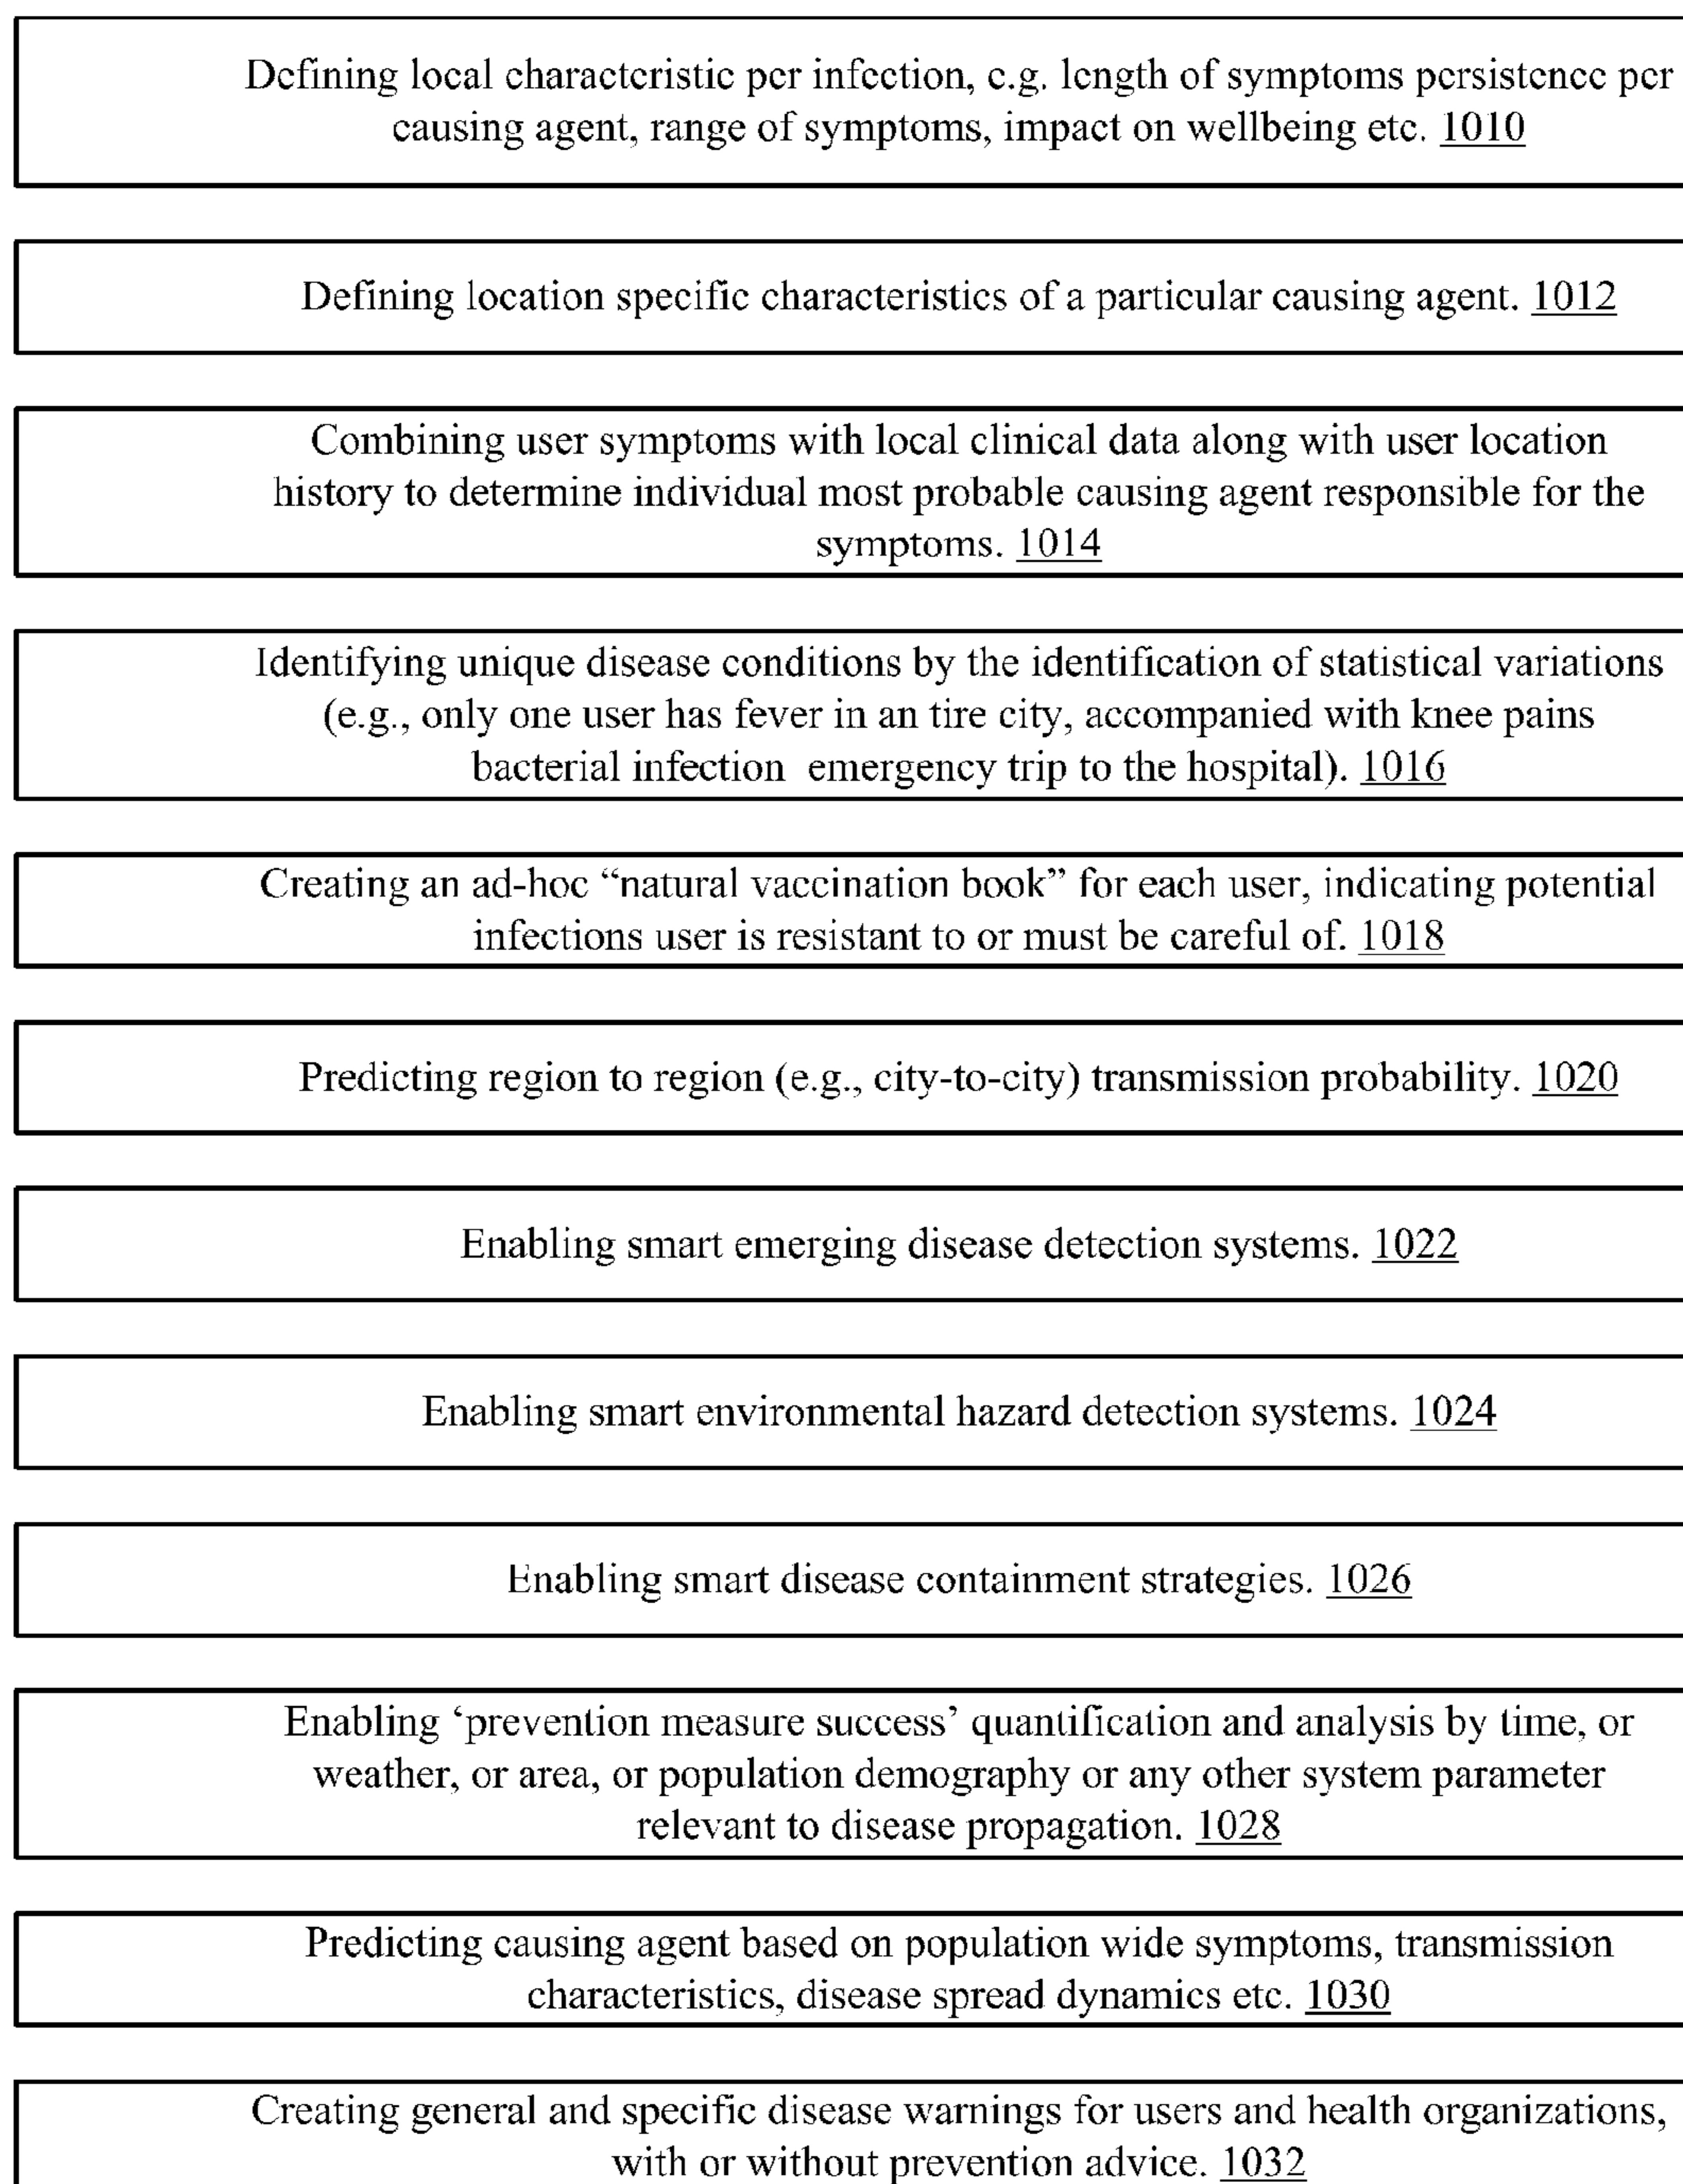 Defining local characteristic per infection, e.g. length of symptoms persistence per
causing agent, range of symptoms, impact on wellbeing etc. 1010
Defining location specific characteristics of a particular causing agent. 1012
Combining user symptoms with local clinical data along with user location
history to determine individual most probable causing agent responsible for the
symptoms. 1014
Identifying unique disease conditions by the identification of statistical variations
(e.g., only one user has fever in an tire city, accompanied with knee pains
bacterial infection  emergency trip to the hospital). 1016
Creating an ad-hoc “natural vaccination book” for each user, indicating potential
infections user is resistant to or must be careful of. 1018
Predicting region to region (e.g., city-to-city) transmission probability. 1020
Enabling smart emerging disease detection systems. 1022
Enabling smart environmental hazard detection systems. 1024
Enabling smart disease containment strategies. 1026
Enabling ‘prevention measure success’ quantification and analysis by time, or
weather, or area, or population demography or any other system parameter
relevant to disease propagation. 1028
Predicting causing agent based on population wide symptoms, transmission
characteristics, disease spread dynamics etc. 1030
Creating general and specific disease warnings for users and health organizations,
with or without prevention advice. 1032